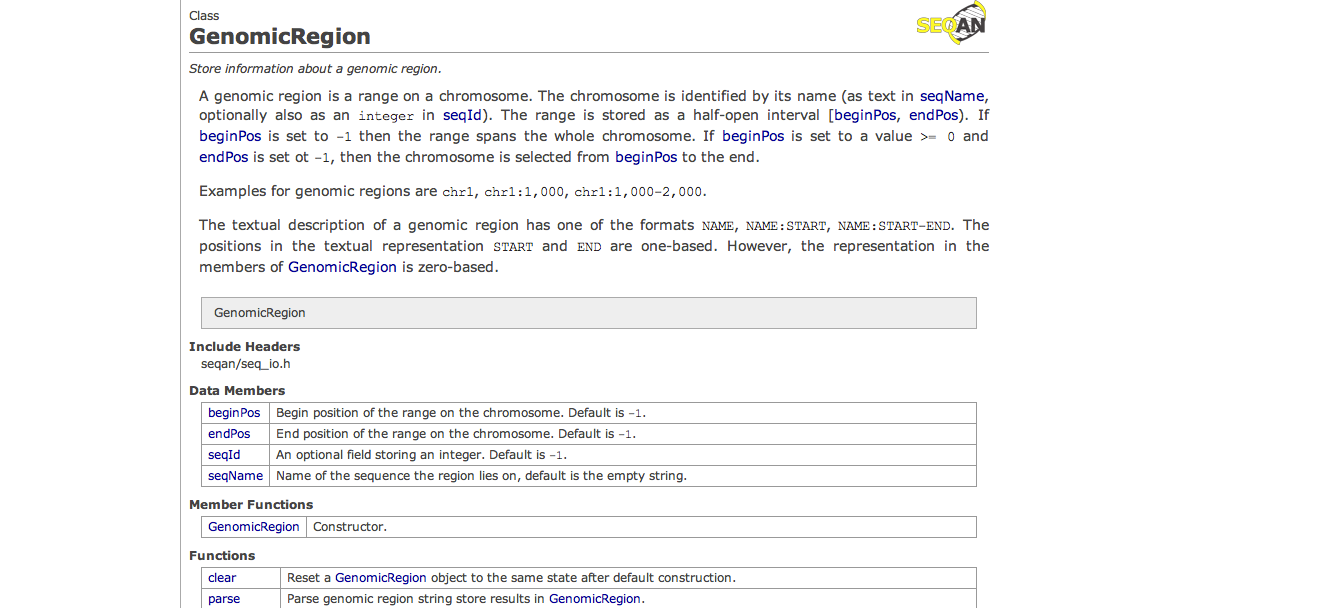 Class
GenomicRegion
SEQAN
Store information about a genomic region.
A genomic region is a range on a chromosome. The chromosome is identified by its name (as text in seqName,
optionally also as an integer in seqId). The range is stored as a half-open interval [beginPos, endPos). If
beginPos is set to -1 then the range spans the whole chromosome. If beginPos is set to a value >= 0 and
endPos is set ot -1, then the chromosome is selected from beginPos to the end.
Examples for genomic regions are chr1, chr1:1,000, chr1:1,000-2,000.
The textual description of a genomic region has one of the formats NAME, NAME:START, NAME:START-END. The
positions in the textual representation START and END are one-based. However, the representation in the
members of GenomicRegion is zero-based.
GenomicRegion
Include Headers
seqan/seq_io.h
Data Members
beginPos Begin position of the range on the chromosome. Default is -1.
endPos End position of the range on the chromosome. Default is -1.
seqId An optional field storing an integer. Default is -1.
seqName Name of the sequence the region lies on, default is the empty string.
Member Functions
GenomicRegion Constructor.
Functions
clear Reset a GenomicRegion object to the same state after default construction.
parse Parse genomic region string store results in GenomicRegion.